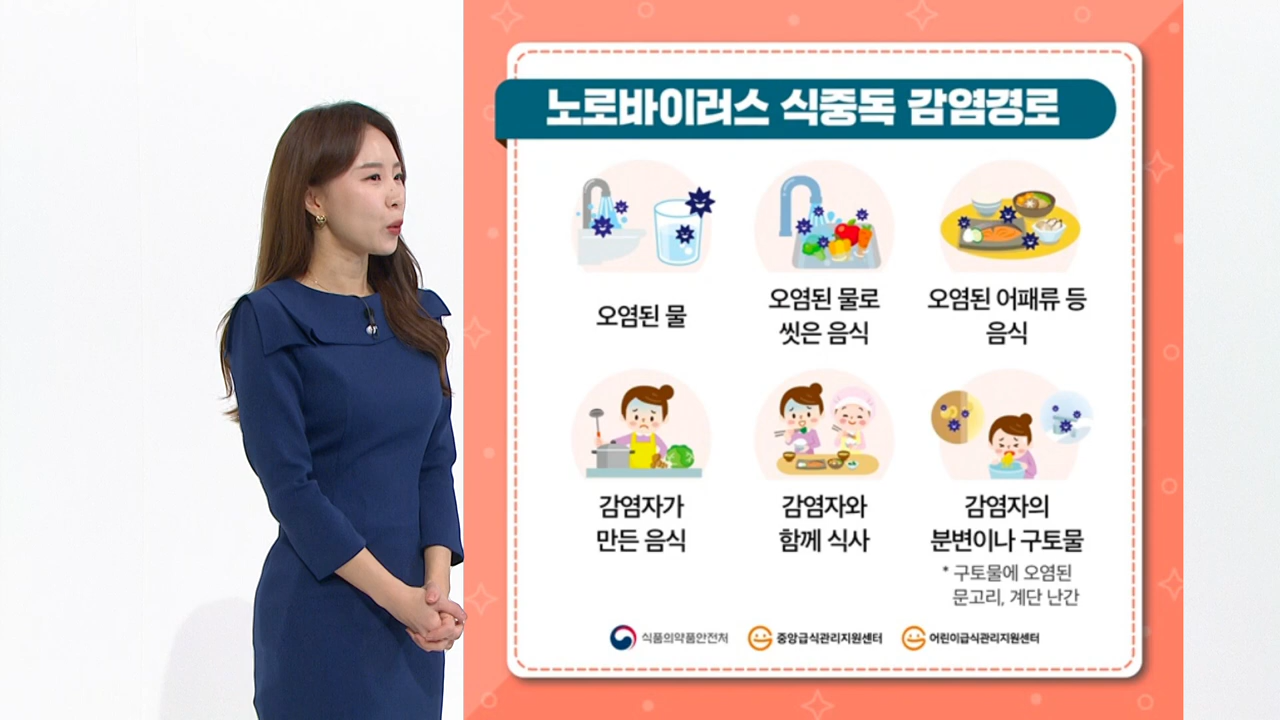 노로바이러스 식중독 감염경로
오염된 물
오염된 물로
씻은 음식
오염된 어패류 등
음식
감염자가
만든 음식
감염자와
함께 식사
감염자의
분변이나 구토물
* 구토물에 오염된
문고리, 계단 난간
식품의약품안전처
중앙급식관리지원센터
어린이급식관리지원센터